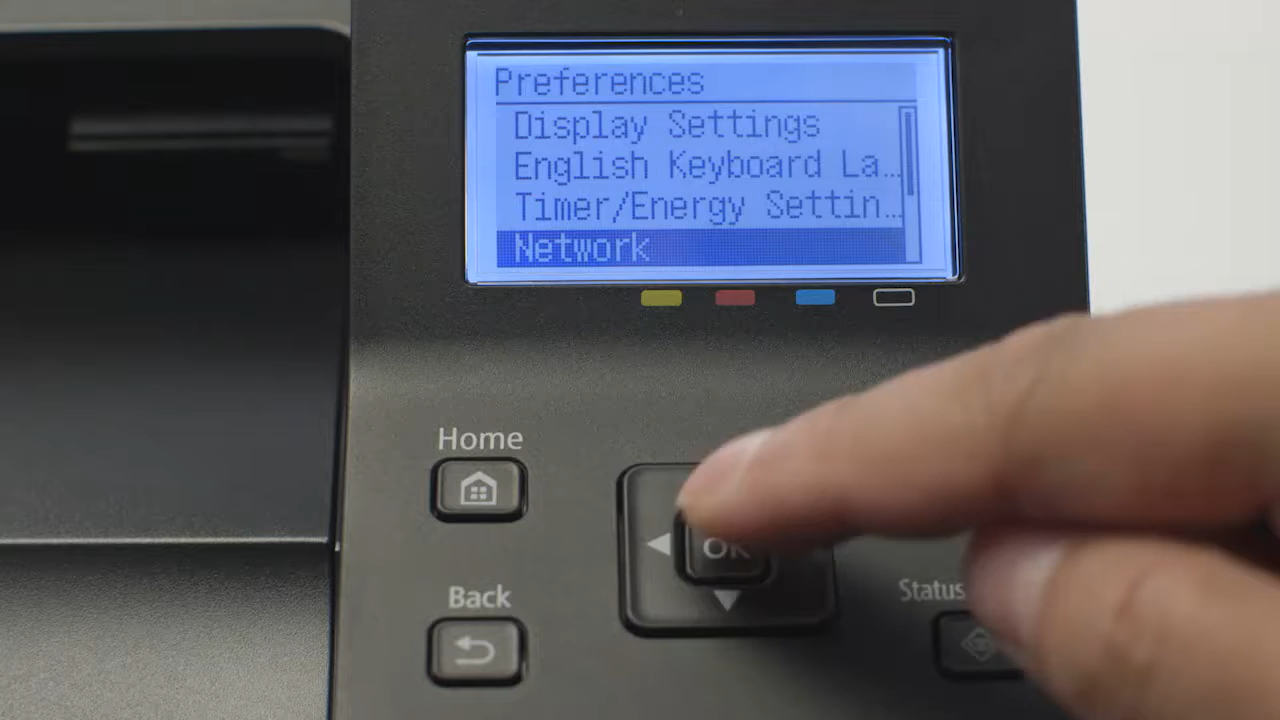 Preferences
Display Settings
English Keyboard La...
Timer/Energy Settin...
Network
Home
OK
Back
Status